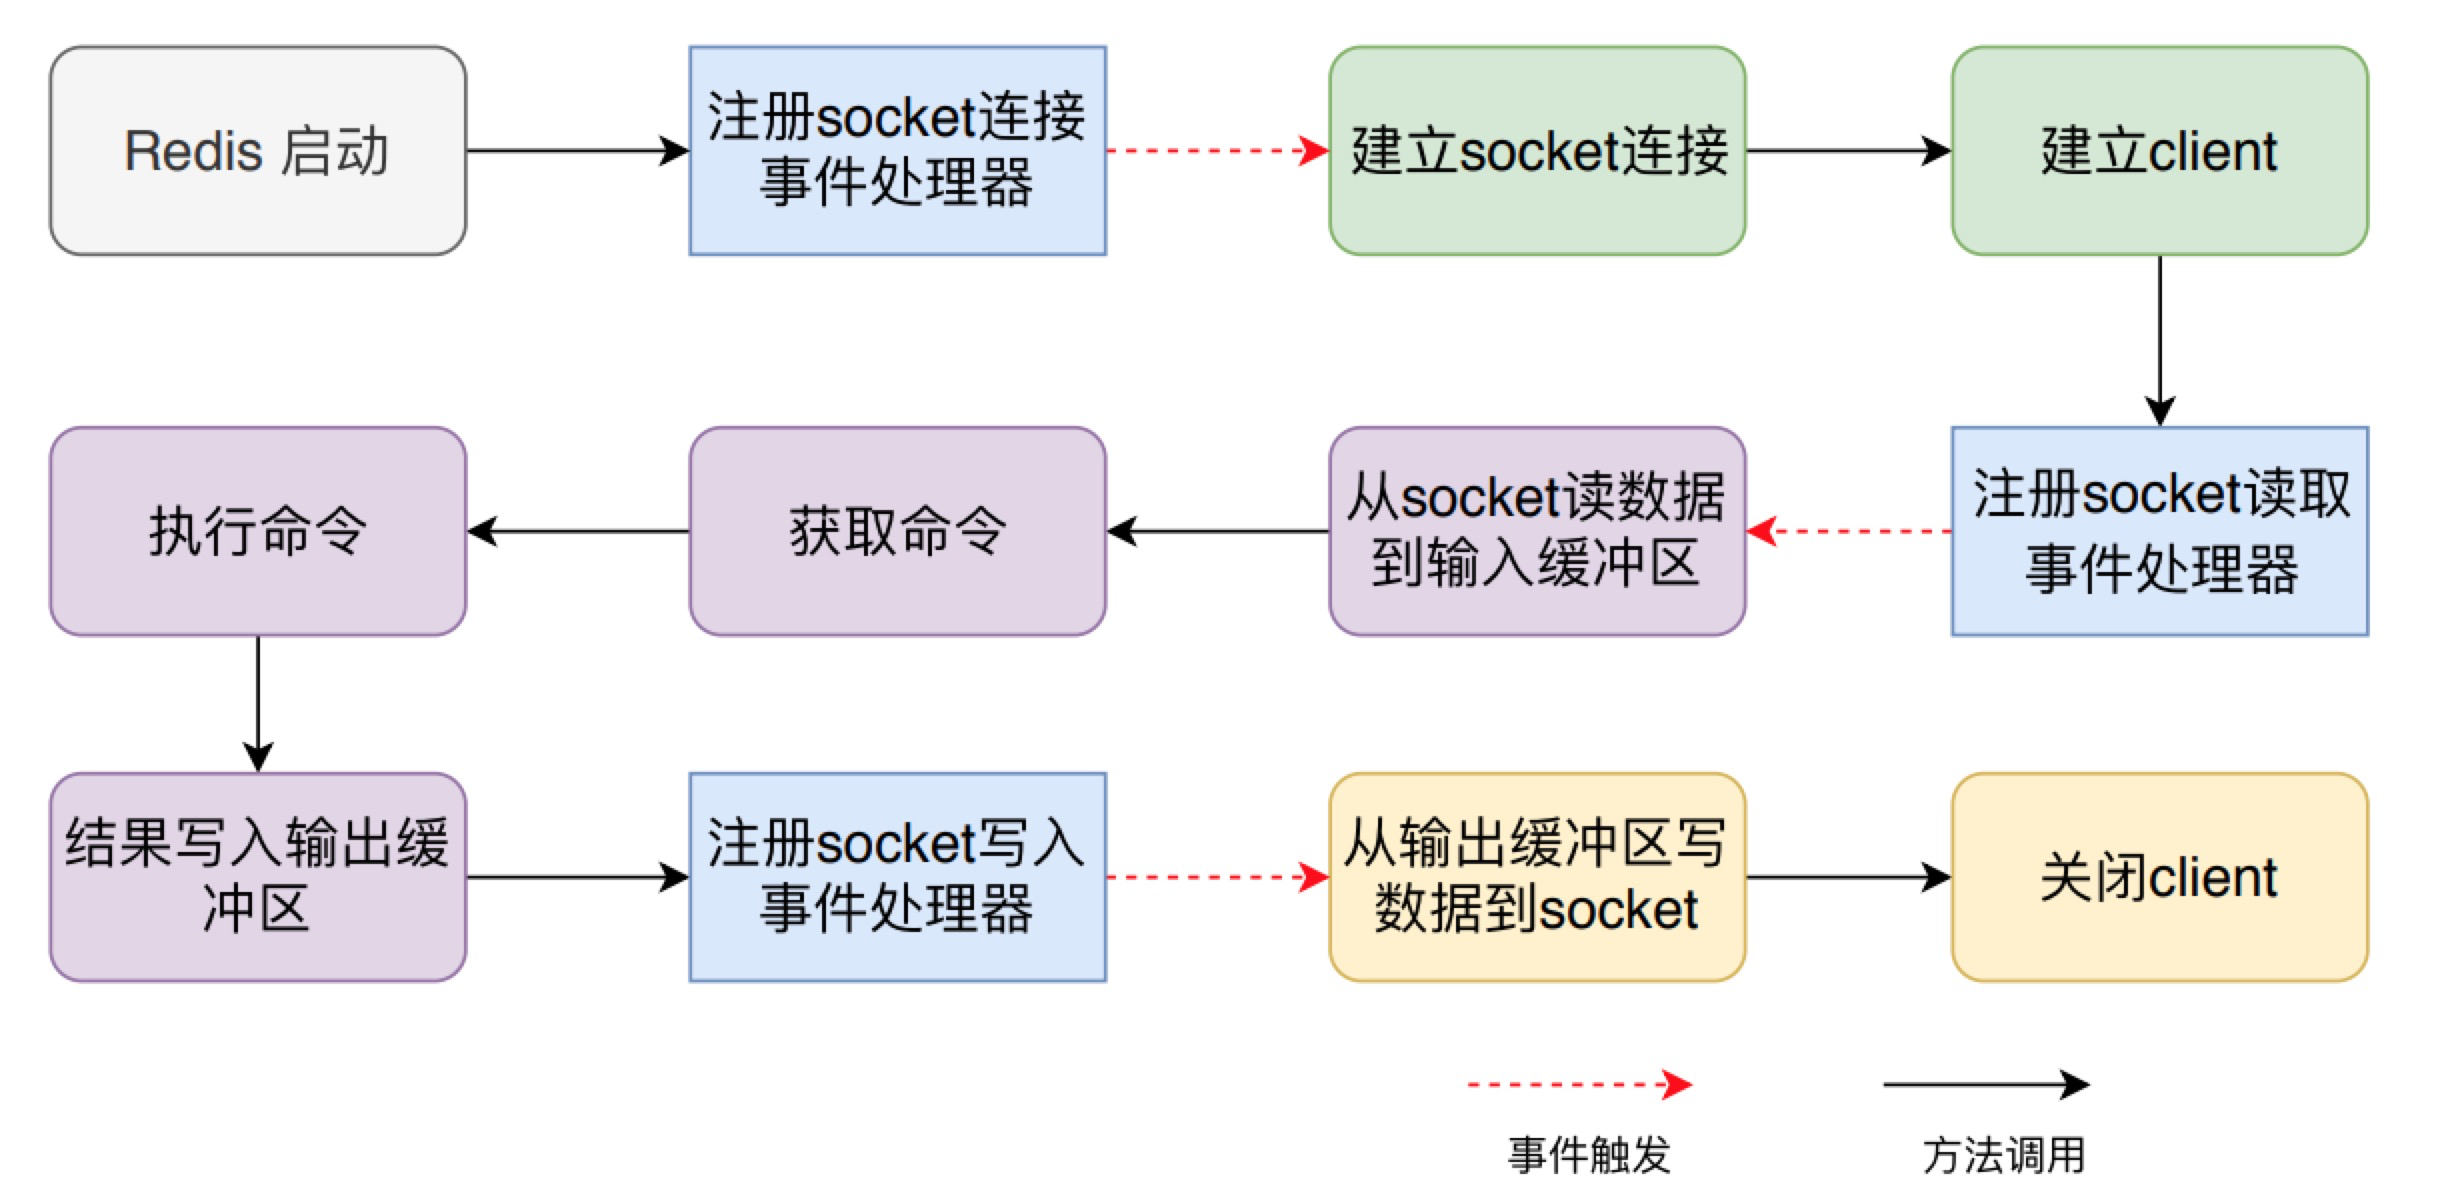 Redis 启动
注册socket连接
事件处理器
建立socket连接
建立client
注册socket读取
事件处理器
从socket读数据
到输入缓冲区
获取命令
执行命令
结果写入输出缓
冲区
注册socket写入
事件处理器
从输出缓冲区写
数据到socket
关闭client
事件触发
方法调用